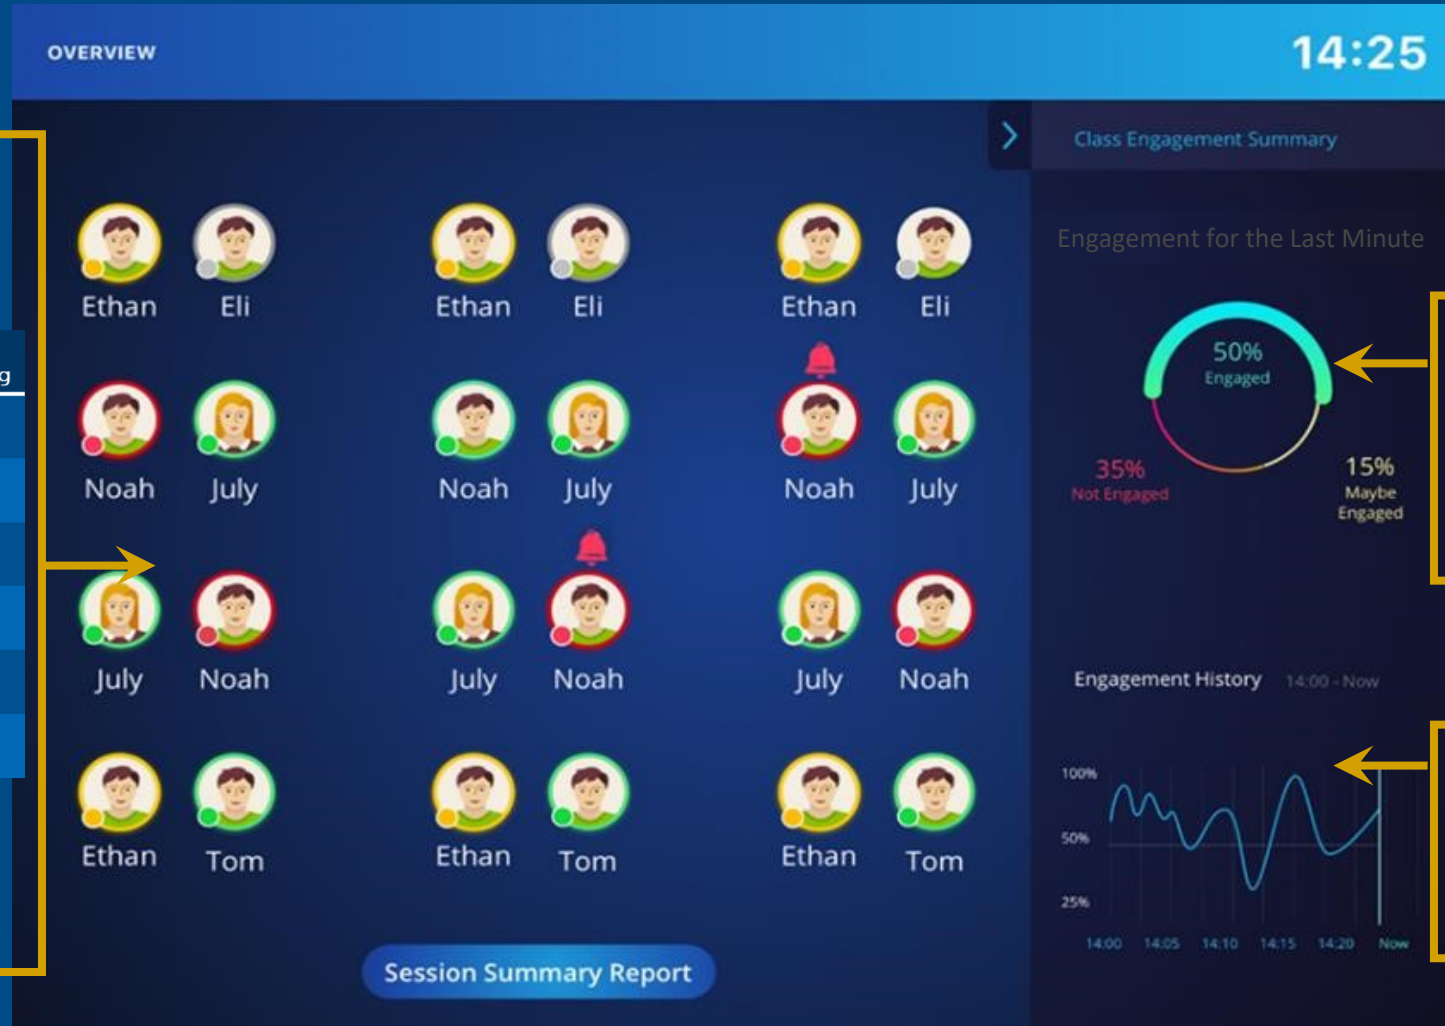 OVERVIEW
14:25
g
Class Engagement Summary
Ethan Eli Ethan Eli Ethan Eli
Noah July Noah July Noah July
July Noah July Noah July Noah
Ethan Tom Ethan Tom Ethan Tom
Session Summary Report
Engagement for the Last Minute
50%
Engaged
35%
Not Engaged
15%
Maybe
Engaged
Engagement History 14:00 - Now
100%
50%
25%
14:00 14:05 14:10 14:15 14:20 Now